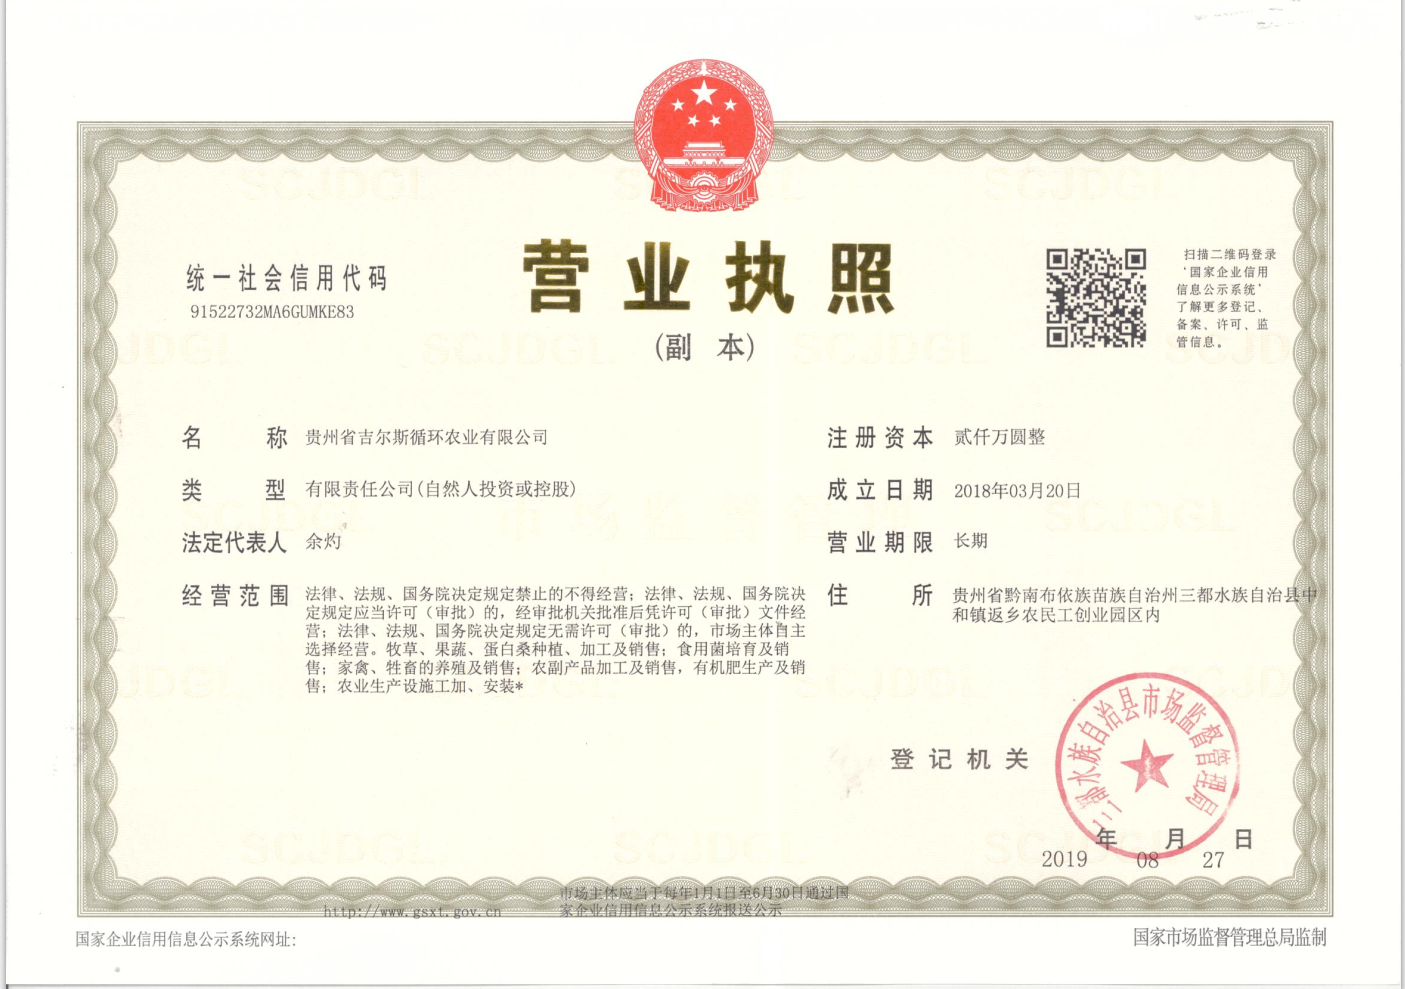 营业执照
(副 本)
统一社会信用代码
91522732MA6GUMKE83
扫描二维码登录
‘国家企业信用
信息公示系统’
了解更多登记、
备案、许可、监
管信息。
名 称 贵州省吉尔斯循环农业有限公司
类 型 有限责任公司(自然人投资或控股)
法定代表人 余灼
经营范围 法律、法规、国务院决定规定禁止的不得经营；法律、法规、国务院决
定规定应当许可（审批）的，经审批机关批准后凭许可（审批）文件经
营；法律、法规、国务院决定规定无需许可（审批）的，市场主体自主
选择经营。牧草、果蔬、蛋白桑种植、加工及销售；食用菌培育及销
售；家禽、牲畜的养殖及销售；农副产品加工及销售，有机肥生产及销
售；农业生产设施工加、安装*
注册资本 贰仟万圆整
成立日期 2018年03月20日
营业期限 长期
住 所 贵州省黔南布依族苗族自治州三都水族自治县中
和镇返乡农民工创业园区内
登记机关
三都水族自治县市场监督管理局
2019 年 08 月 27 日
SCJDGL
市场监督管理
http://www.gsxt.gov.cn
市场主体应当于每年1月1日至6月30日通过国
家企业信用信息公示系统报送公示
国家企业信用信息公示系统网址:
国家市场监督管理总局监制